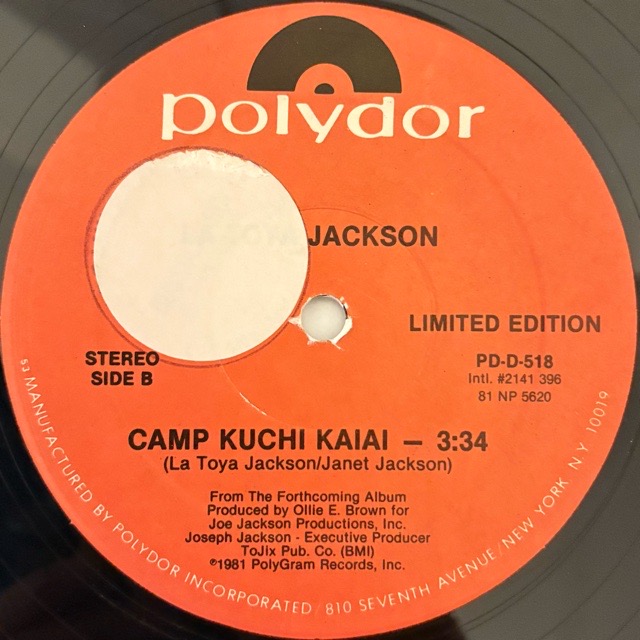 polydor
JACKSON
LIMITED EDITION
STEREO
SIDE B
PD-D-518
Intl. #2141 396
81 NP 5620
CAMP KUCHI KAIAI — 3:34
(La Toya Jackson/Janet Jackson)
From The Forthcoming Album
Produced by Ollie E. Brown for
Joe Jackson Productions, Inc.
Joseph Jackson - Executive Producer
ToJix Pub. Co. (BMI)
℗1981 PolyGram Records, Inc.
53 MANUFACTURED BY POLYDOR INCORPORATED/ 810 SEVENTH AVENUE/ NEW YORK, N.Y. 10019